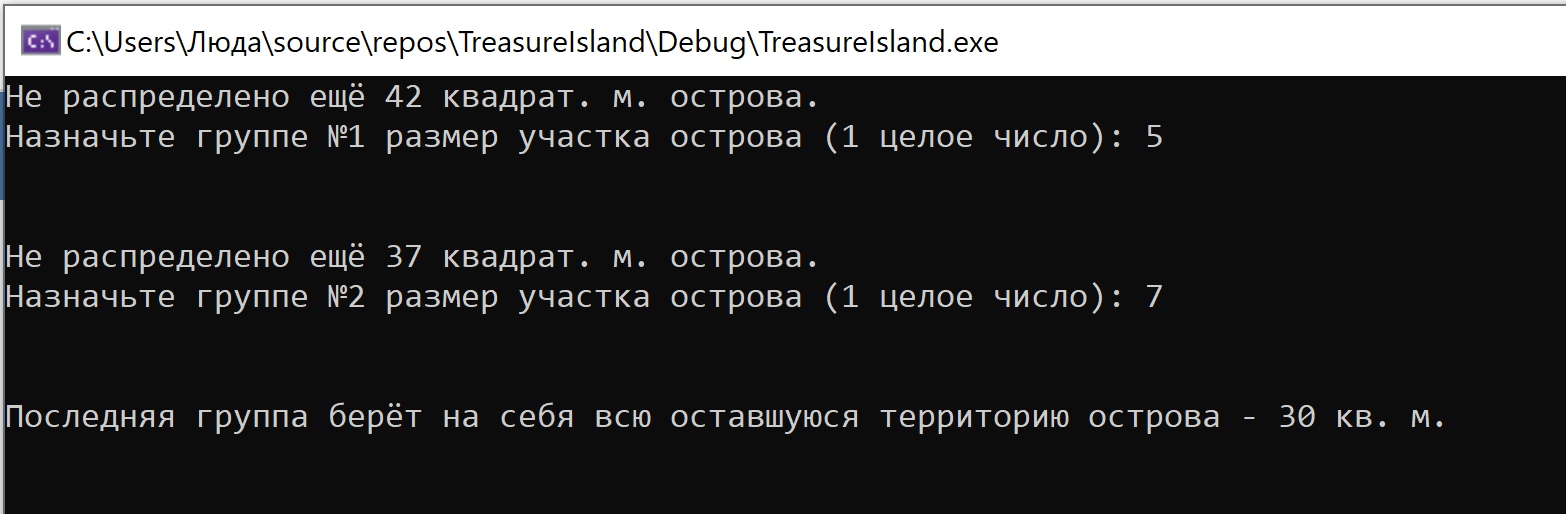 C:\Users\Люда\source\repos\TreasureIsland\Debug\TreasureIsland.exe
Не распределено ещё 42 квадрат. м. острова.
Назначьте группе №1 размер участка острова (1 целое число): 5
Не распределено ещё 37 квадрат. м. острова.
Назначьте группе №2 размер участка острова (1 целое число): 7
Последняя группа берёт на себя всю оставшуюся территорию острова - 30 кв. м.